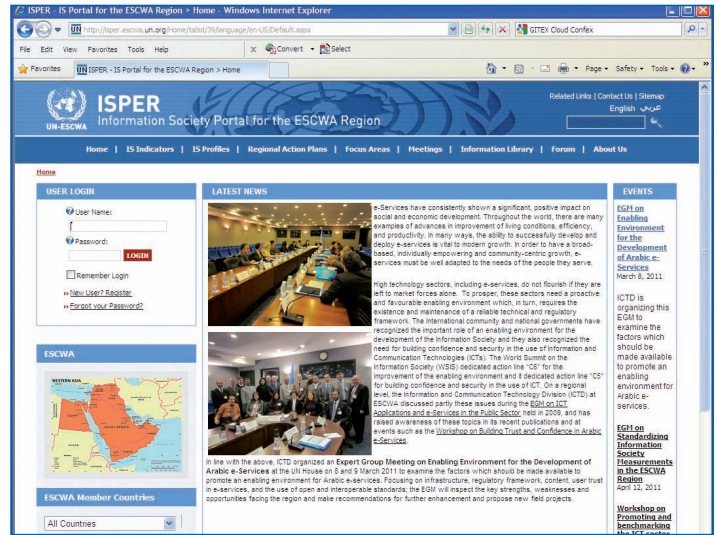 ISPER - IS Portal for the ESCWA Region > Home - Windows Internet Explorer
http://isper.escwa.un.org/Home/tabid/39/language/en-US/Default.aspx
GITEX Cloud Confex
File Edit View Favorites Tools Help
x Convert Select
Favorites
UN ISPER - IS Portal for the ESCWA Region > Home
Page Safety Tools
ISPER
Information Society Portal for the ESCWA Region
UN-ESCWA
Related Links | Contact Us | Sitemap
English عربي
Home | IS Indicators | IS Profiles | Regional Action Plans | Focus Areas | Meetings | Information Library | Forum | About Us
Home
USER LOGIN
User Name:
Password:
LOGIN
Remember Login
» New User? Register
» Forgot your Password?
ESCWA
WESTERN ASIA
ESCWA Member Countries
All Countries
LATEST NEWS
e-Services have consistently shown a significant, positive impact on
social and economic development. Throughout the world, there are many
examples of advances in improvement of living conditions, efficiency,
and productivity. In many ways, the ability to successfully develop and
deploy e-services is vital to modern growth. In order to have a broad-
based, individually empowering and community-centric growth, e-
services must be well adapted to the needs of the people they serve.
High technology sectors, including e-services, do not flourish if they are
left to market forces alone. To prosper, these sectors need a proactive
and favourable enabling environment which, in turn, requires the
existence and maintenance of a reliable technical and regulatory
framework. The international community and national governments have
recognized the important role of an enabling environment for the
development of the Information Society and they also recognized the
need for building confidence and security in the use of Information and
Communication Technologies (ICTs). The World Summit on the
Information Society (WSIS) dedicated action line "C6" for the
improvement of the enabling environment and it dedicated action line "C5"
for building confidence and security in the use of ICT. On a regional
level, the Information and Communication Technology Division (ICTD) at
ESCWA discussed partly these issues during the EGM on ICT
Applications and e-Services in the Public Sector held in 2009, and has
raised awareness of these topics in its recent publications and at
events such as the Workshop on Building Trust and Confidence in Arabic
e-Services.
In line with the above, ICTD organized an Expert Group Meeting on Enabling Environment for the Development of
Arabic e-Services at the UN House on 8 and 9 March 2011 to examine the factors which should be made available to
promote an enabling environment for Arabic e-services. Focusing on infrastructure, regulatory framework, content, user trust
in e-services, and the use of open and interoperable standards; the EGM will inspect the key strengths, weaknesses and
opportunities facing the region and make recommendations for further enhancement and propose new field projects.
EVENTS
EGM on
Enabling
Environment
for the
Development
of Arabic e-
Services
March 8, 2011
ICTD is
organizing this
EGM to
examine the
factors which
should be
made available
to promote an
enabling
environment for
Arabic e-
services.
EGM on
Standardizing
Information
Society
Measurements
in the ESCWA
Region
April 12, 2011
Workshop on
Promoting and
benchmarking
the ICT sector